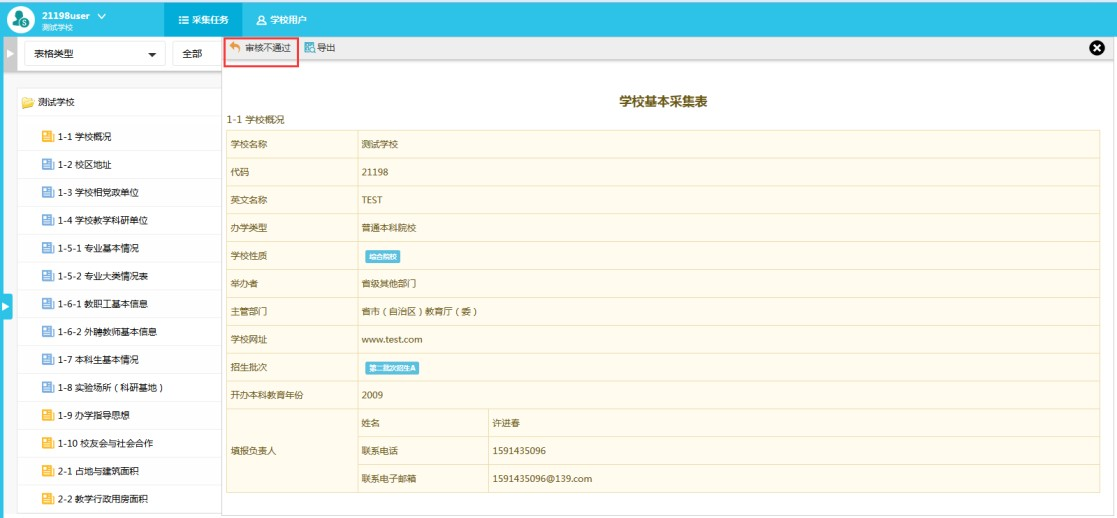 21198user
测试学校
采集任务
学校用户
表格类型
全部
审核不通过
导出
测试学校
1-1 学校概况
1-2 校区地址
1-3 学校相党政单位
1-4 学校教学科研单位
1-5-1 专业基本情况
1-5-2 专业大类情况表
1-6-1 教职工基本信息
1-6-2 外聘教师基本信息
1-7 本科生基本情况
1-8 实验场所（科研基地）
1-9 办学指导思想
1-10 校友会与社会合作
2-1 占地与建筑面积
2-2 教学行政用房面积
学校基本采集表
1-1 学校概况
学校名称 测试学校
代码 21198
英文名称 TEST
办学类型 普通本科院校
学校性质 综合院校
举办者 省级其他部门
主管部门 省市（自治区）教育厅（委）
学校网址 www.test.com
招生批次 第二批次招生A
开办本科教育年份 2009
填报负责人
姓名 许进春
联系电话 1591435096
联系电子邮箱 1591435096@139.com